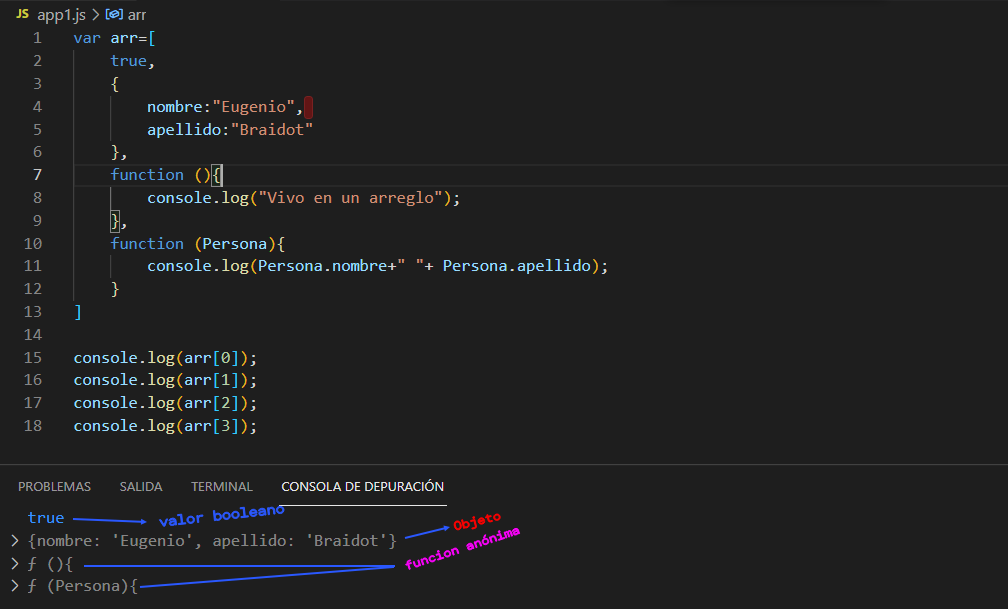 JS app1.js > arr
1 var arr=[
2 true,
3 {
4 nombre:"Eugenio",
5 apellido:"Braidot"
6 },
7 function (){
8 console.log("Vivo en un arreglo");
9 },
10 function (Persona){
11 console.log(Persona.nombre+" "+ Persona.apellido);
12 }
13 ]
14
15 console.log(arr[0]);
16 console.log(arr[1]);
17 console.log(arr[2]);
18 console.log(arr[3]);
PROBLEMAS SALIDA TERMINAL CONSOLA DE DEPURACIÓN
true valor booleano
> {nombre: 'Eugenio', apellido: 'Braidot'} Objeto
> ƒ (){ funcion anónima
> ƒ (Persona){